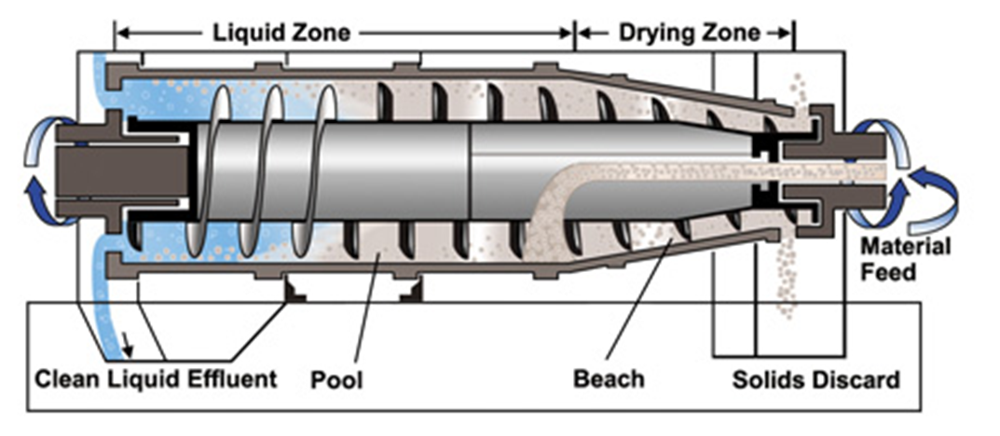 Liquid Zone
Drying Zone
Material
Feed
Clean Liquid Effluent
Pool
Beach
Solids Discard